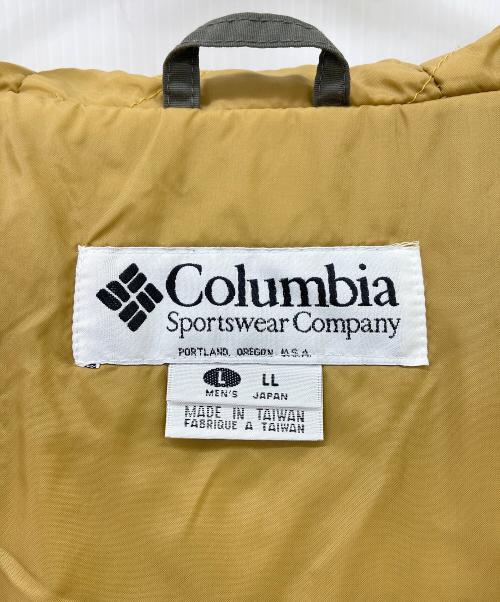 Columbia
Sportswear Company
PORTLAND, OREGON U.S.A.
L LL
MEN'S JAPAN
MADE IN TAIWAN
FABRIQUE A TAIWAN